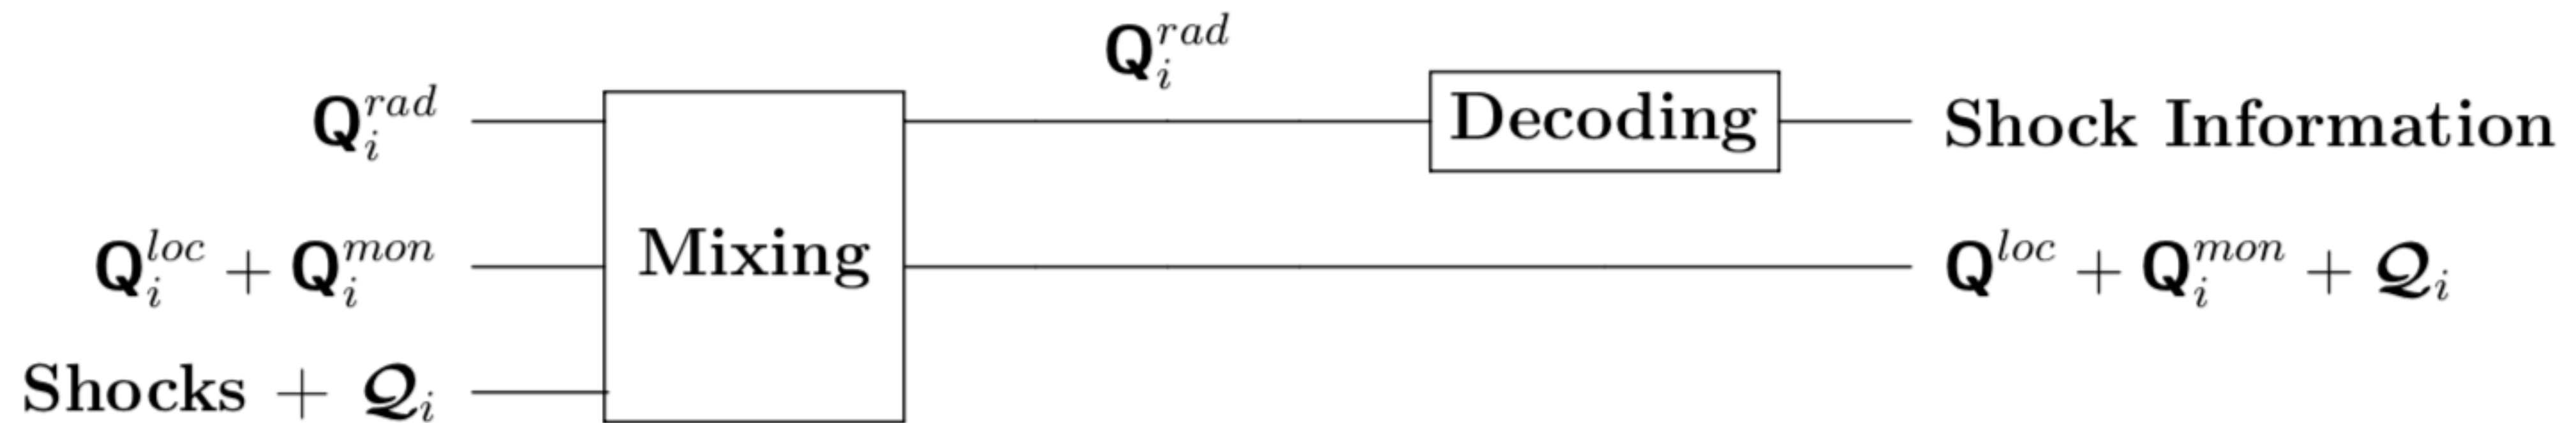 Q_i^{rad}
Q_i^{rad} Decoding Shock Information
Q_i^{loc} + Q_i^{mon} Mixing Q^{loc} + Q_i^{mon} + 𝓠_i
Shocks + 𝓠_i